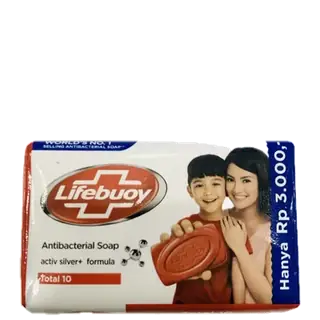 WORLD'S NO. 1
SELLING ANTIBACTERIAL SOAP
Lifebuoy
Antibacterial Soap
activ silver+ formula
Total 10
Hanya Rp 3.000,